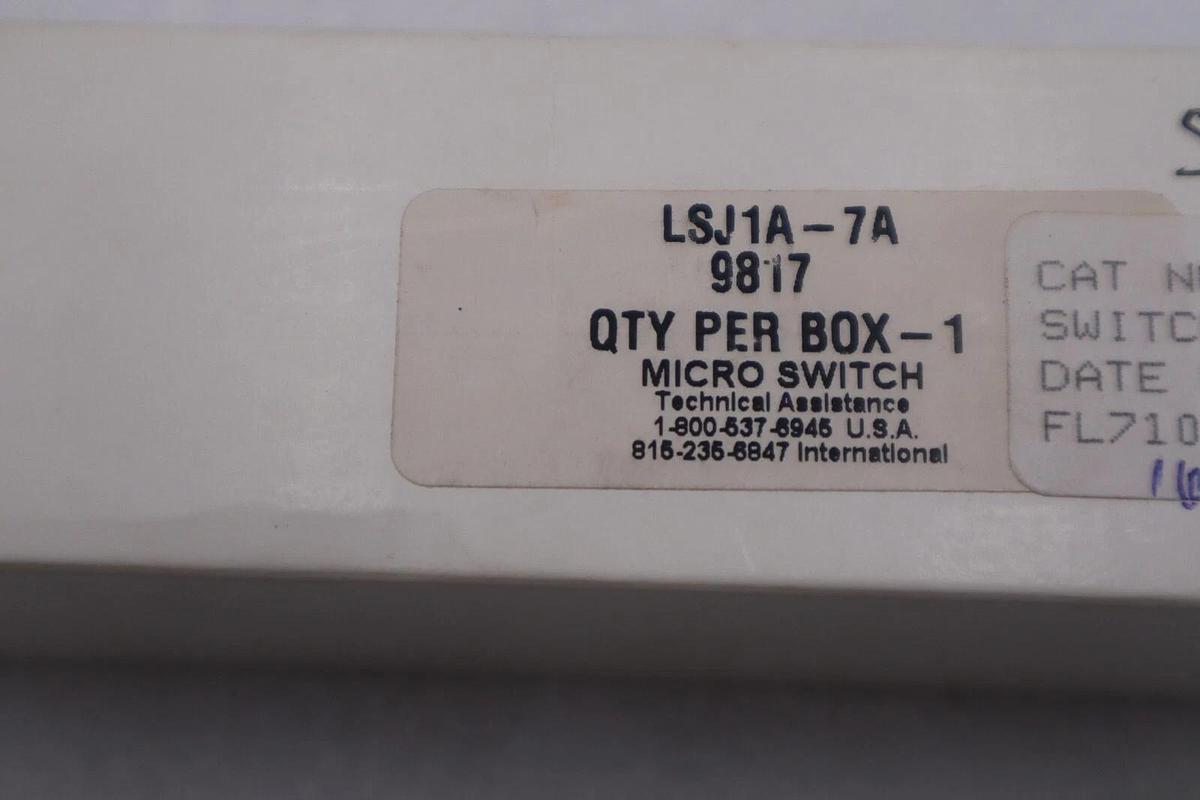 LSJ1A-7A
9817
QTY PER BOX-1
MICRO SWITCH
Technical Assistance
1-800-537-6945 U.S.A.
815-235-6847 International
CAT
SWITC
DATE
FL710